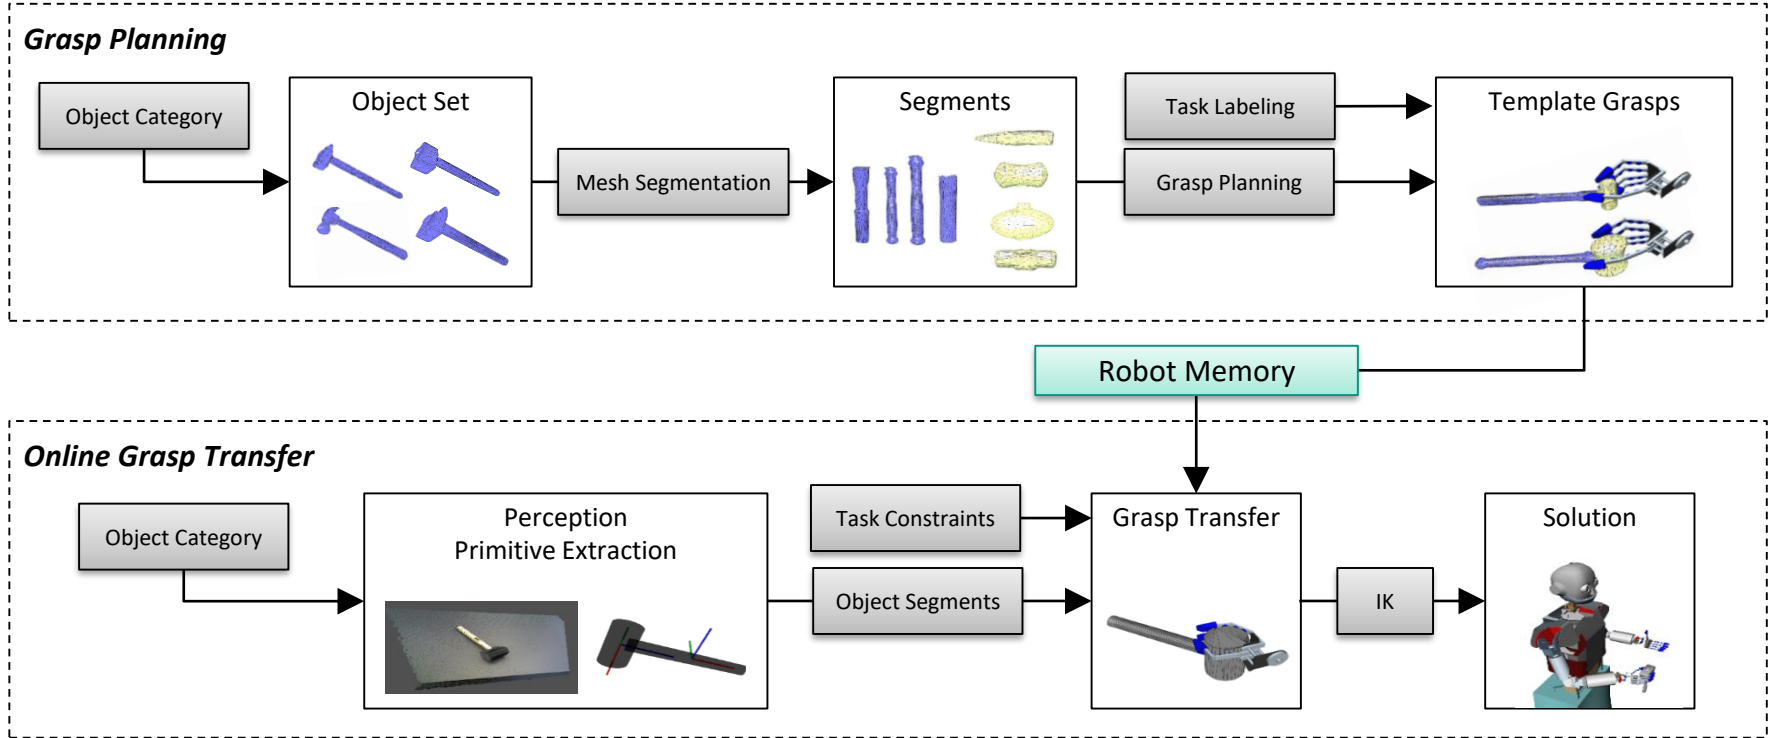 Grasp Planning
Object Category
Object Set
Mesh Segmentation
Segments
Task Labeling
Grasp Planning
Template Grasps
Robot Memory
Online Grasp Transfer
Object Category
Perception
Primitive Extraction
Task Constraints
Object Segments
Grasp Transfer
IK
Solution